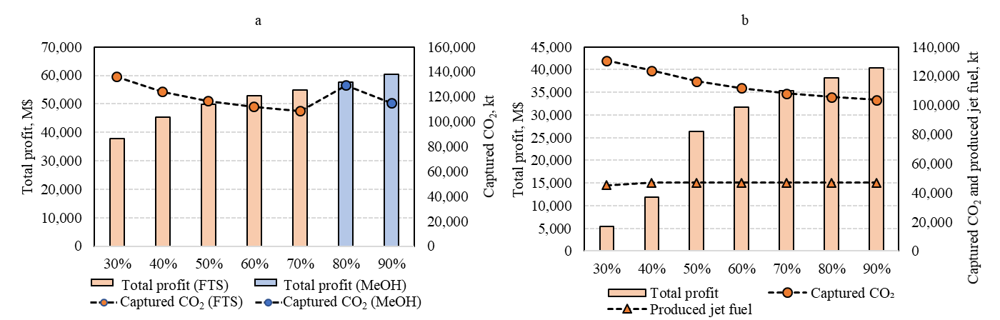 a
Total profit, M$
70,000
60,000
50,000
40,000
30,000
20,000
10,000
0
160,000
140,000
120,000
100,000
80,000
60,000
40,000
20,000
0
Captured CO₂, kt
30% 40% 50% 60% 70% 80% 90%
Total profit (FTS) Total profit (MeOH)
Captured CO₂ (FTS) Captured CO₂ (MeOH)
b
Total profit, M$
45,000
40,000
35,000
30,000
25,000
20,000
15,000
10,000
5,000
0
140,000
120,000
100,000
80,000
60,000
40,000
20,000
0
Captured CO₂ and produced jet fuel, kt
30% 40% 50% 60% 70% 80% 90%
Total profit Captured CO₂
Produced jet fuel